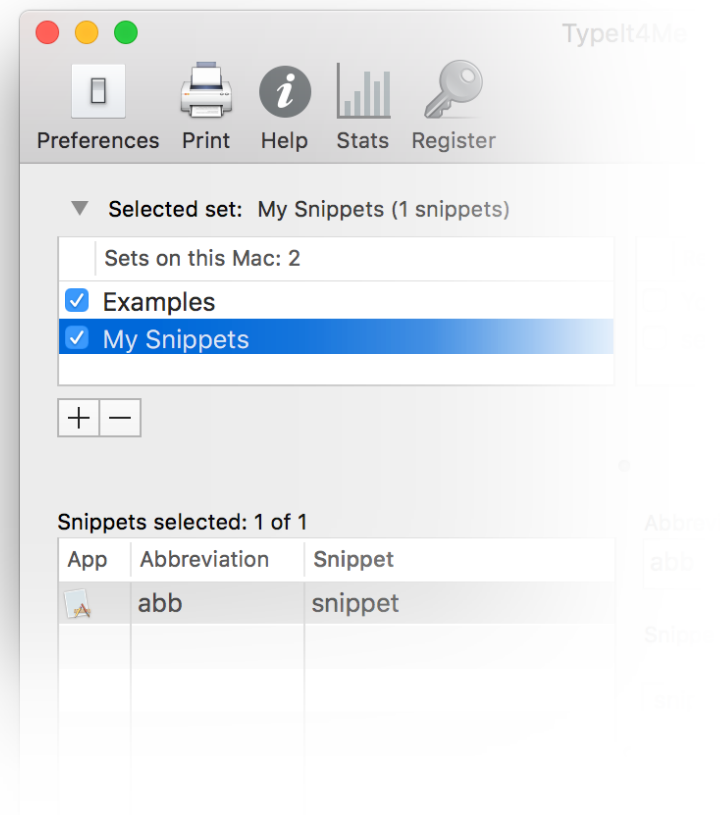 TypeIt4Me
Preferences Print Help Stats Register
Selected set: My Snippets (1 snippets)
Sets on this Mac: 2
Examples
My Snippets
Snippets selected: 1 of 1
App Abbreviation Snippet
abb snippet
abb